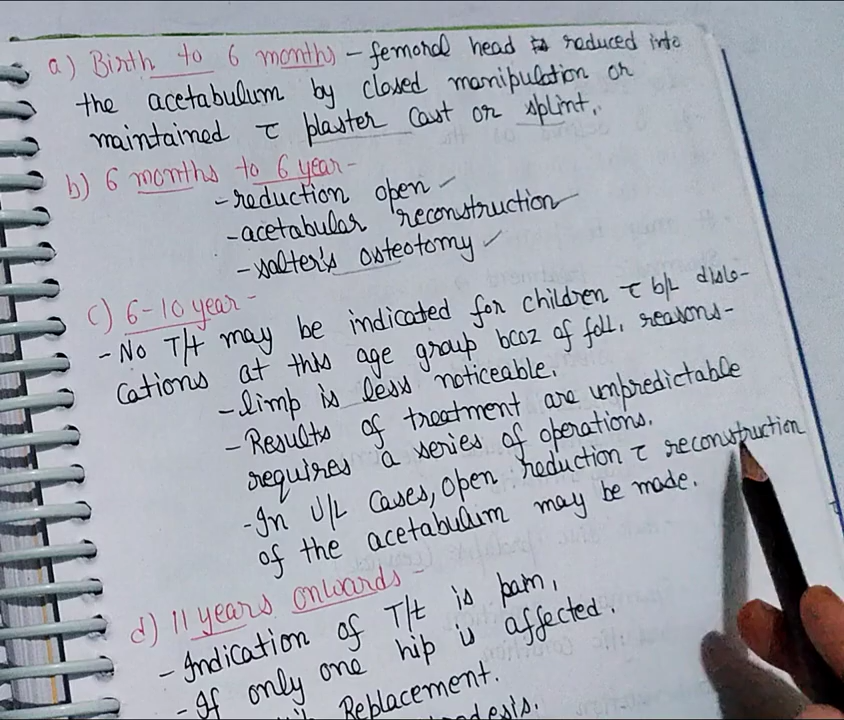 a) Birth to 6 months – femoral head is reduced into
the acetabulum by closed manipulation or
maintained c̄ plaster cast or splint.
b) 6 months to 6 year-
- reduction open ✓
- acetabular reconstruction ✓
- salter's osteotomy ✓
c) 6-10 year -
- No T/t may be indicated for children c̄ b/L dislo-
cations at this age group bcoz of foll. reasons-
- limp is less noticeable.
- Results of treatment are unpredictable
requires a series of operations.
- In U/L cases, open reduction c̄ reconstruction
of the acetabulum may be made.
d) 11 years onwards -
- Indication of T/t is pain,
- If only one hip is affected.
Replacement.